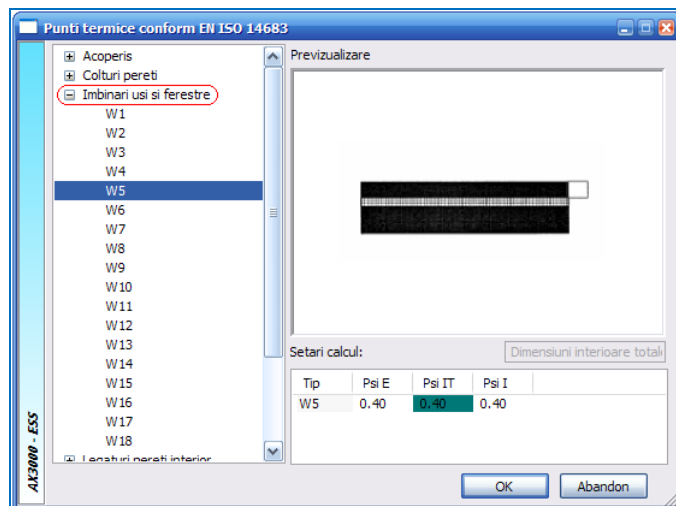 Punti termice conform EN ISO 14683
Acoperis
Colturi pereti
Imbinari usi si ferestre
W1
W2
W3
W4
W5
W6
W7
W8
W9
W10
W11
W12
W13
W14
W15
W16
W17
W18
Legaturi pereti interior
AX3000 - ESS
Previzualizare
Setari calcul:
Dimensiuni interioare total
Tip Psi E Psi IT Psi I
W5 0.40 0.40 0.40
OK Abandon